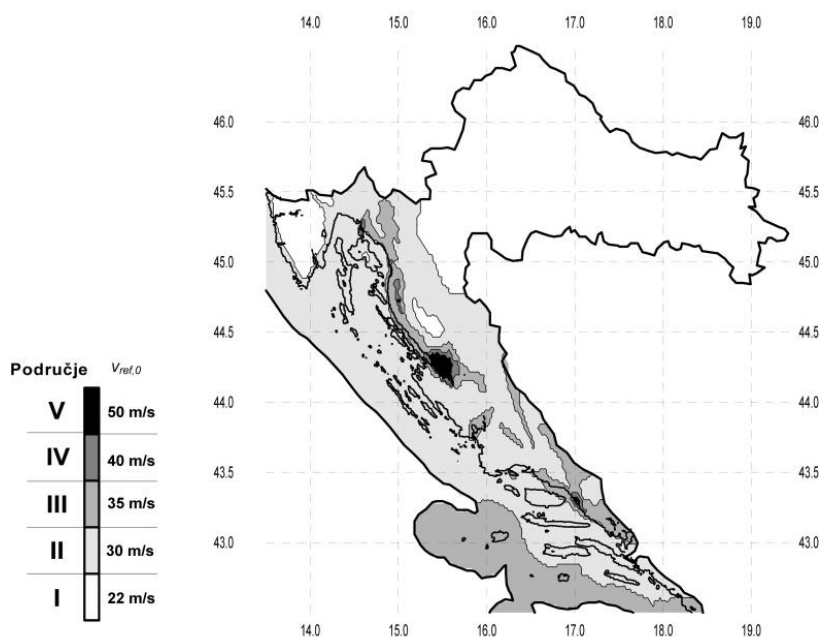 14.0 15.0 16.0 17.0 18.0 19.0
46.0 46.0
45.5 45.5
45.0 45.0
44.5 44.5
44.0 44.0
43.5 43.5
43.0 43.0
14.0 15.0 16.0 17.0 18.0 19.0
Područje Vref,0
V 50 m/s
IV 40 m/s
III 35 m/s
II 30 m/s
I 22 m/s